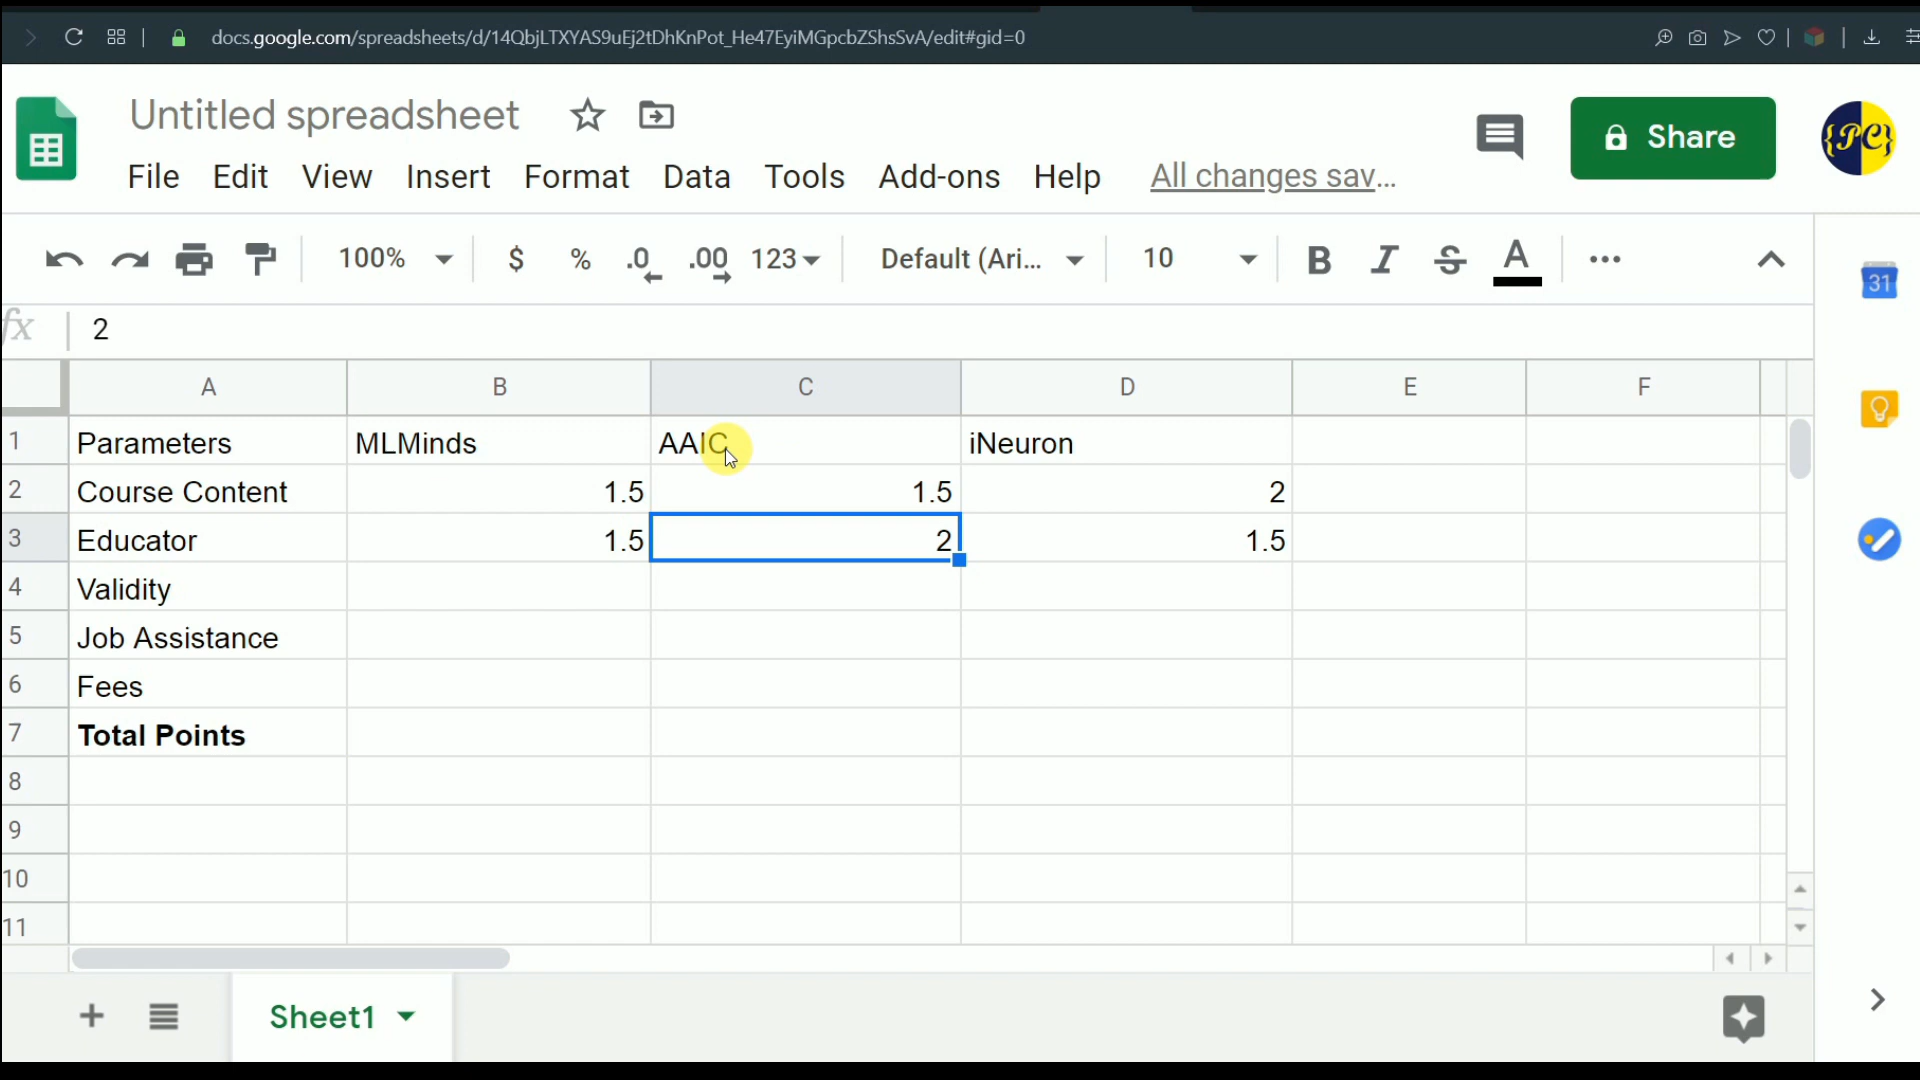 docs.google.com/spreadsheets/d/14QbjLTXYAS9uEj2tDhKnPot_He47EyiMGpcbZShsSvA/edit#gid=0
Untitled spreadsheet
{PC}
Share
File Edit View Insert Format Data Tools Add-ons Help All changes sav...
100% $ % .0 .00 123 Default (Ari... 10 B I S A
31
fx 2
A B C D E F
1 Parameters MLMinds AAIC iNeuron
2 Course Content 1.5 1.5 2
3 Educator 1.5 2 1.5
4 Validity
5 Job Assistance
6 Fees
7 Total Points
8
9
10
11
Sheet1